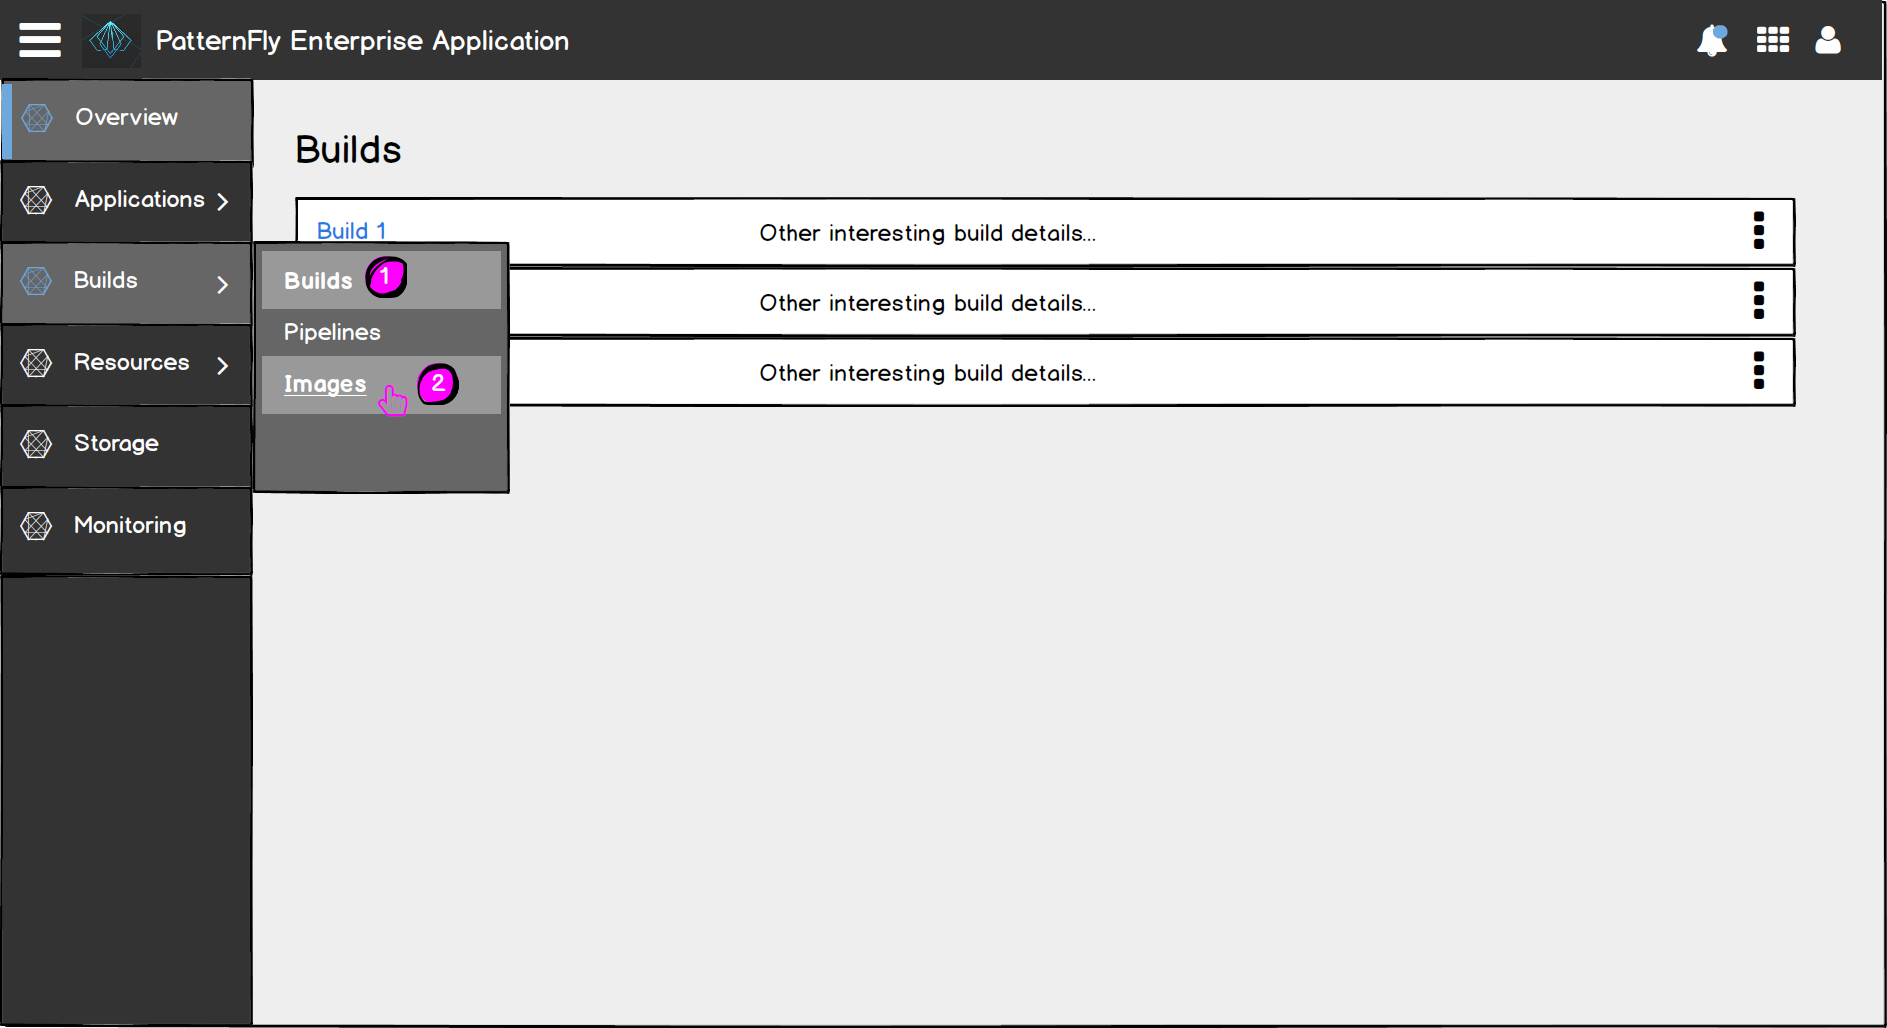 PatternFly Enterprise Application
Overview
Applications
Builds
Resources
Storage
Monitoring
Builds 1
Pipelines
Images 2
Builds
Build 1 Other interesting build details...
Other interesting build details...
Other interesting build details...